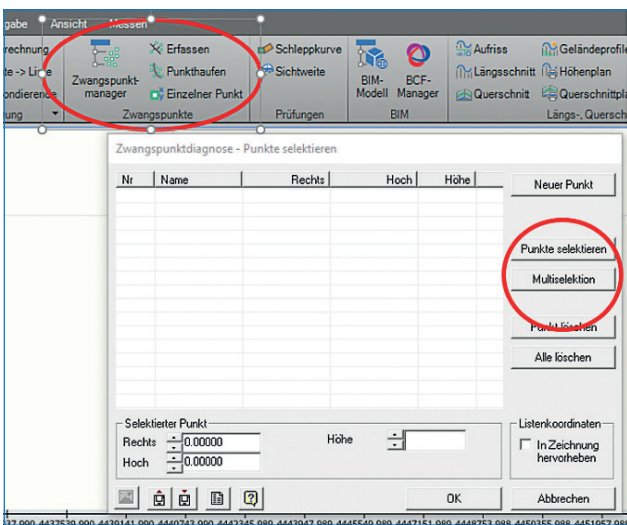 gabe Ansicht Messen
rechnung Erfassen Schleppkurve Aufriss Geländeprofile
te -> Linie Punkthaufen Sichtweite Längsschnitt Höhenplan
ondierende Zwangspunkt-manager Einzelner Punkt BIM-Modell BCF-Manager Querschnitt Querschnittpla
ung Zwangspunkte Prüfungen BIM Längs-, Quersch
Zwangspunktdiagnose - Punkte selektieren
Nr Name Rechts Hoch Höhe
Neuer Punkt
Punkte selektieren
Multiselektion
Punkt löschen
Alle löschen
Selektierter Punkt
Rechts 0.00000 Höhe
Hoch 0.00000
Listenkoordinaten
In Zeichnung
hervorheben
OK Abbrechen